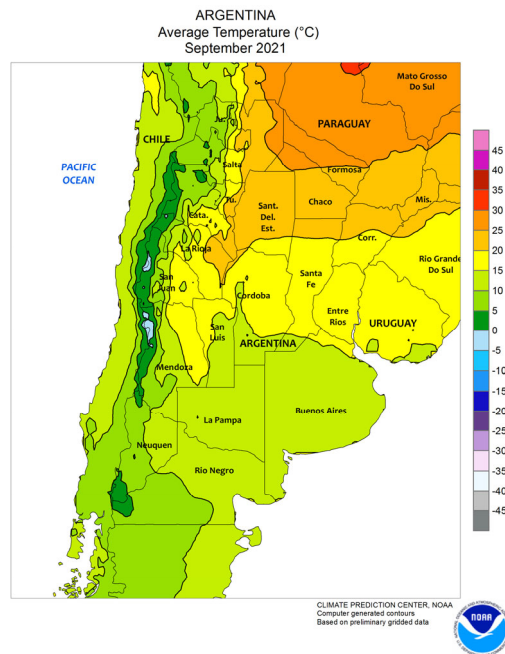 ARGENTINA
Average Temperature (°C)
September 2021
Mato Grosso
Do Sul
Ju.
PARAGUAY
CHILE
PACIFIC
OCEAN
Salta
Formosa
Tu.
Chaco
Mis.
Sant.
Del.
Est.
Cata.
Corr.
La Rioja
Rio Grande
Do Sul
San
Juan
Santa
Fe
Cordoba
Entre
Rios
URUGUAY
San
Luis
ARGENTINA
Mendoza
Buenos Aires
La Pampa
Neuquen
Rio Negro
45
40
35
30
25
20
15
10
5
0
-5
-10
-15
-20
-25
-30
-35
-40
-45
CLIMATE PREDICTION CENTER, NOAA
Computer generated contours
Based on preliminary gridded data
NOAA